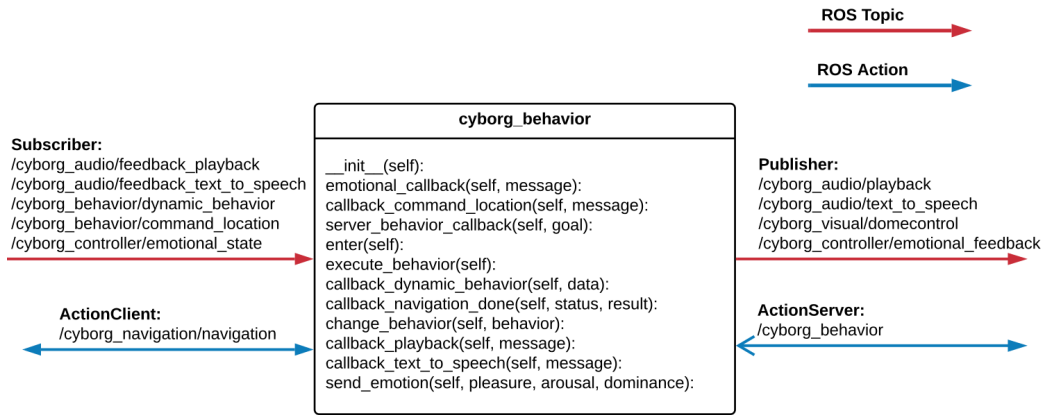 ROS Topic
ROS Action
cyborg_behavior
Subscriber:
/cyborg_audio/feedback_playback
/cyborg_audio/feedback_text_to_speech
/cyborg_behavior/dynamic_behavior
/cyborg_behavior/command_location
/cyborg_controller/emotional_state
ActionClient:
/cyborg_navigation/navigation
__init__(self):
emotional_callback(self, message):
callback_command_location(self, message):
server_behavior_callback(self, goal):
enter(self):
execute_behavior(self):
callback_dynamic_behavior(self, data):
callback_navigation_done(self, status, result):
change_behavior(self, behavior):
callback_playback(self, message):
callback_text_to_speech(self, message):
send_emotion(self, pleasure, arousal, dominance):
Publisher:
/cyborg_audio/playback
/cyborg_audio/text_to_speech
/cyborg_visual/domecontrol
/cyborg_controller/emotional_feedback
ActionServer:
/cyborg_behavior